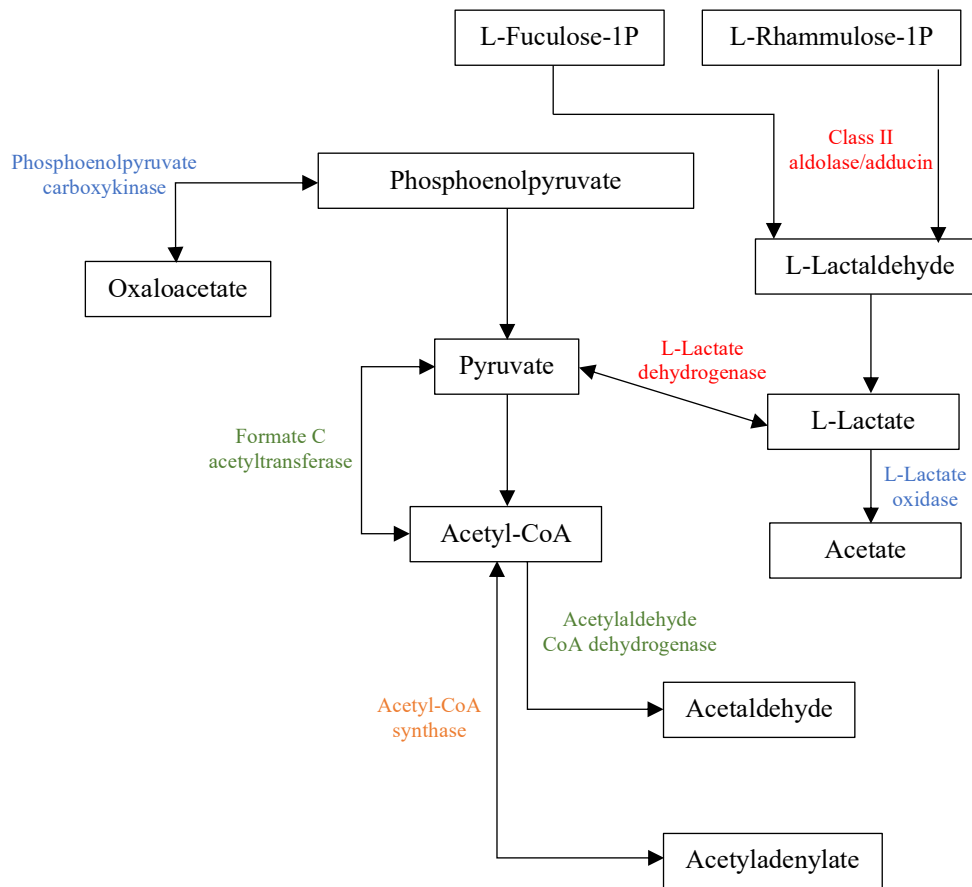 L-Fuculose-1P
L-Rhammulose-1P
Class II
aldolase/adducin
Phosphoenolpyruvate
carboxykinase
Phosphoenolpyruvate
L-Lactaldehyde
Oxaloacetate
L-Lactate
dehydrogenase
Pyruvate
L-Lactate
Formate C
acetyltransferase
L-Lactate
oxidase
Acetyl-CoA
Acetate
Acetylaldehyde
CoA dehydrogenase
Acetyl-CoA
synthase
Acetaldehyde
Acetyladenylate